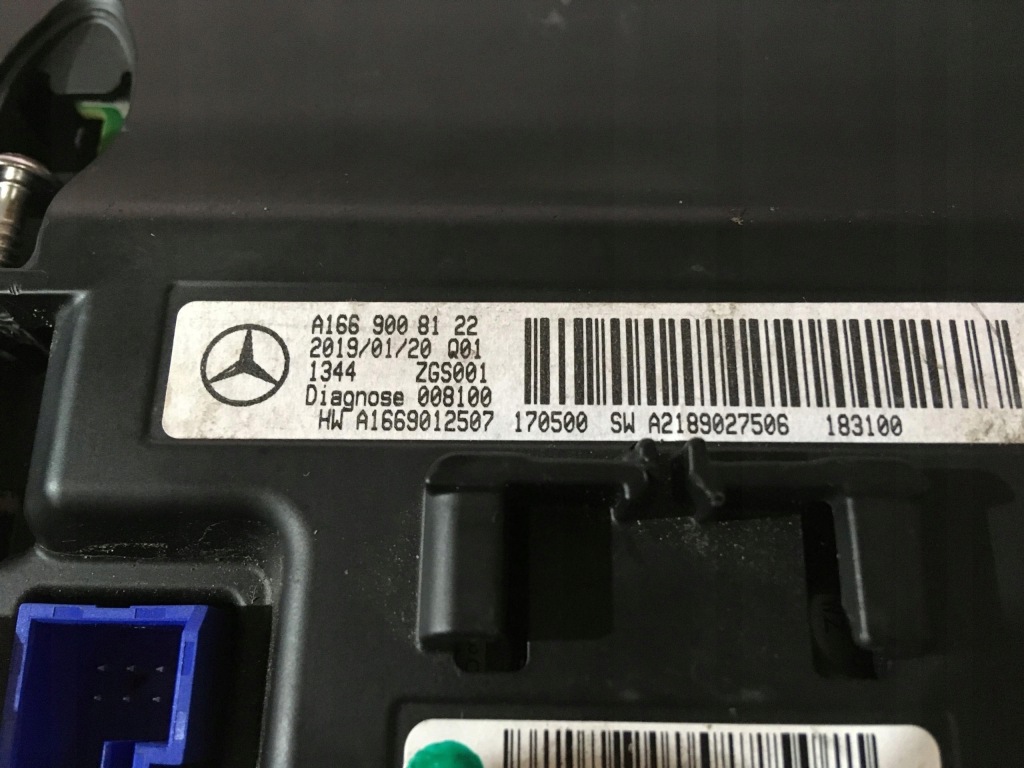 A166 900 81 22
2019/01/20 Q01
1344 ZGS001
Diagnose 008100
HW A1669012507 170500 SW A2189027506 183100